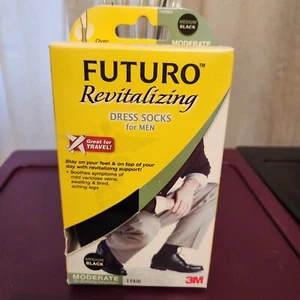 Over
MEDIUM
BLACK
MODERATE
FUTURO™
Revitalizing
DRESS SOCKS
for MEN
Great for
TRAVEL!
Stay on your feet & on top of your
day with revitalizing support!
• Soothes symptoms of
mild varicose veins,
swelling & tired,
aching legs
MEDIUM
BLACK
MODERATE
1 PAIR
3M